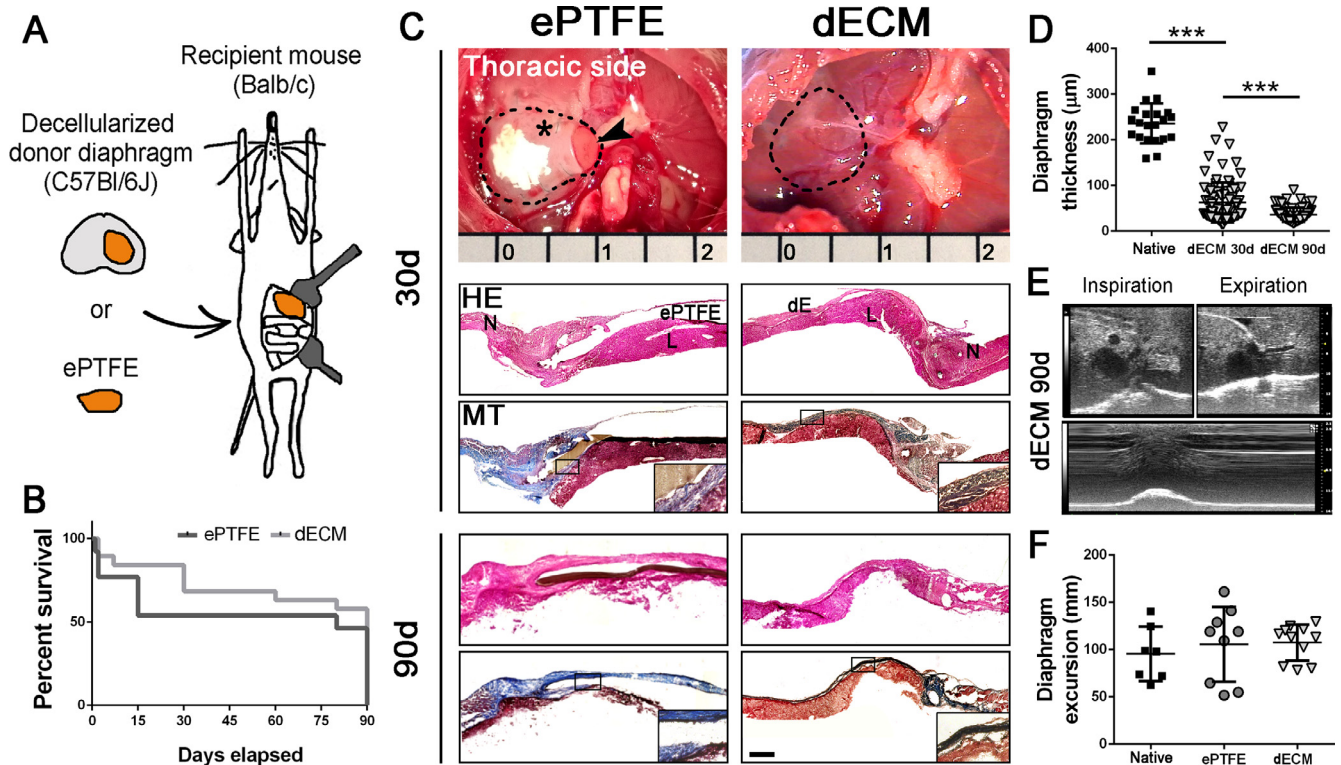 A
Recipient mouse
(Balb/c)
Decellularized
donor diaphragm
(C57Bl/6J)
or
ePTFE
B
ePTFE dECM
Percent survival
100
50
0
0 15 30 45 60 75 90
Days elapsed
C
ePTFE dECM
30d
Thoracic side
*
0 1 2
0 1 2
HE
N
ePTFE
L
dE
L
N
MT
90d
D
Diaphragm
thickness (µm)
400
300
200
100
0
***
***
Native dECM 30d dECM 90d
E
Inspiration Expiration
dECM 90d
F
Diaphragm
excursion (mm)
200
150
100
50
0
Native ePTFE dECM